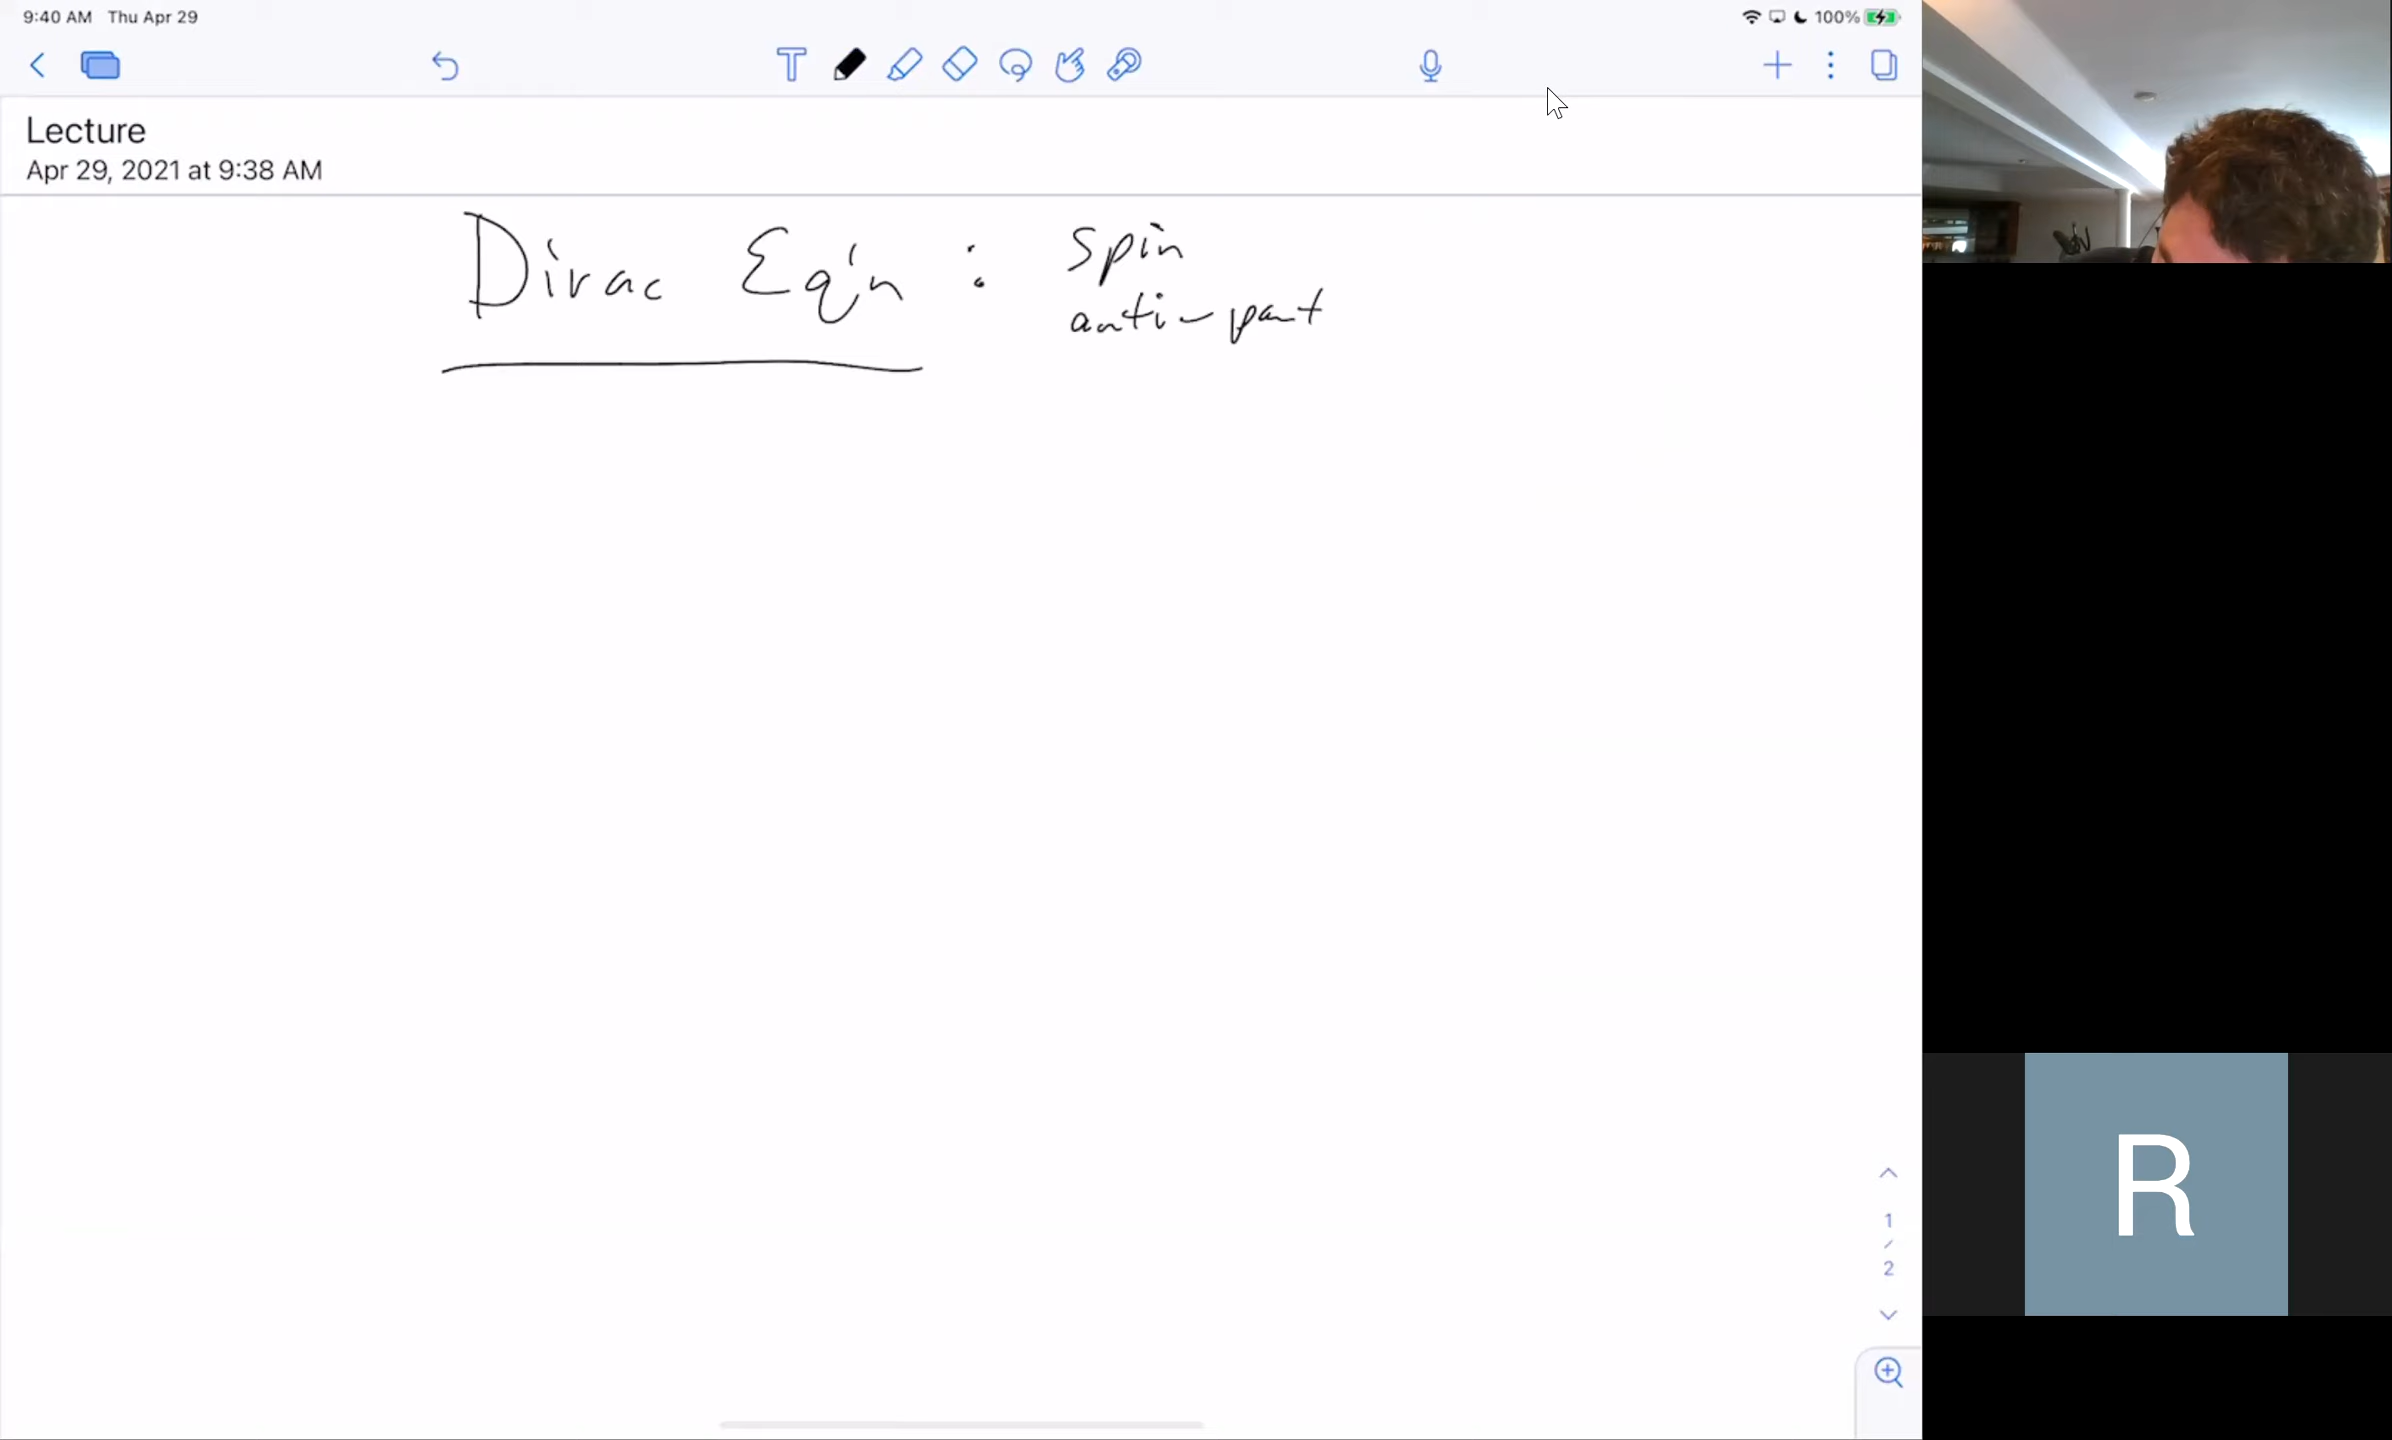 9:40 AM Thu Apr 29
100%
Lecture
Apr 29, 2021 at 9:38 AM
Dirac Eq'n : spin
anti-part
R
1
/
2